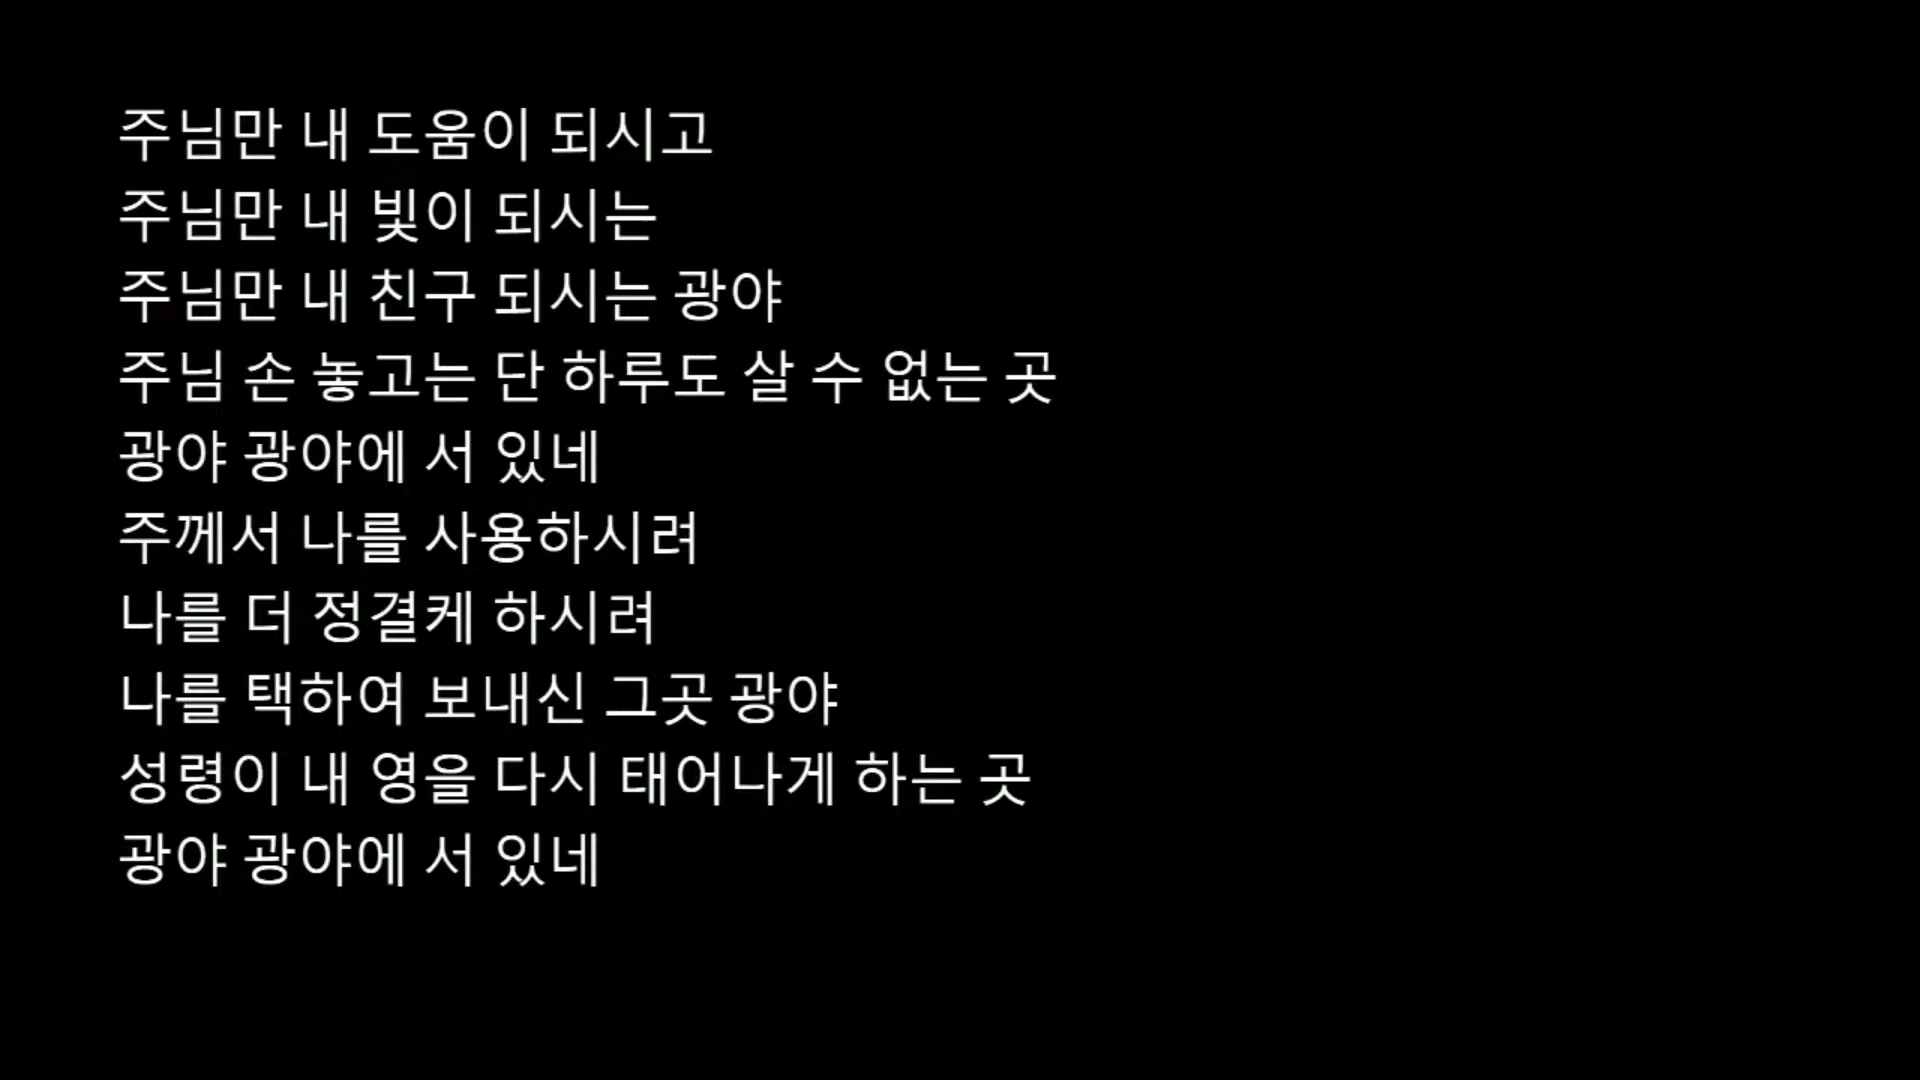 주님만 내 도움이 되시고
주님만 내 빛이 되시는
주님만 내 친구 되시는 광야
주님 손 놓고는 단 하루도 살 수 없는 곳
광야 광야에 서 있네
주께서 나를 사용하시려
나를 더 정결케 하시려
나를 택하여 보내신 그곳 광야
성령이 내 영을 다시 태어나게 하는 곳
광야 광야에 서 있네